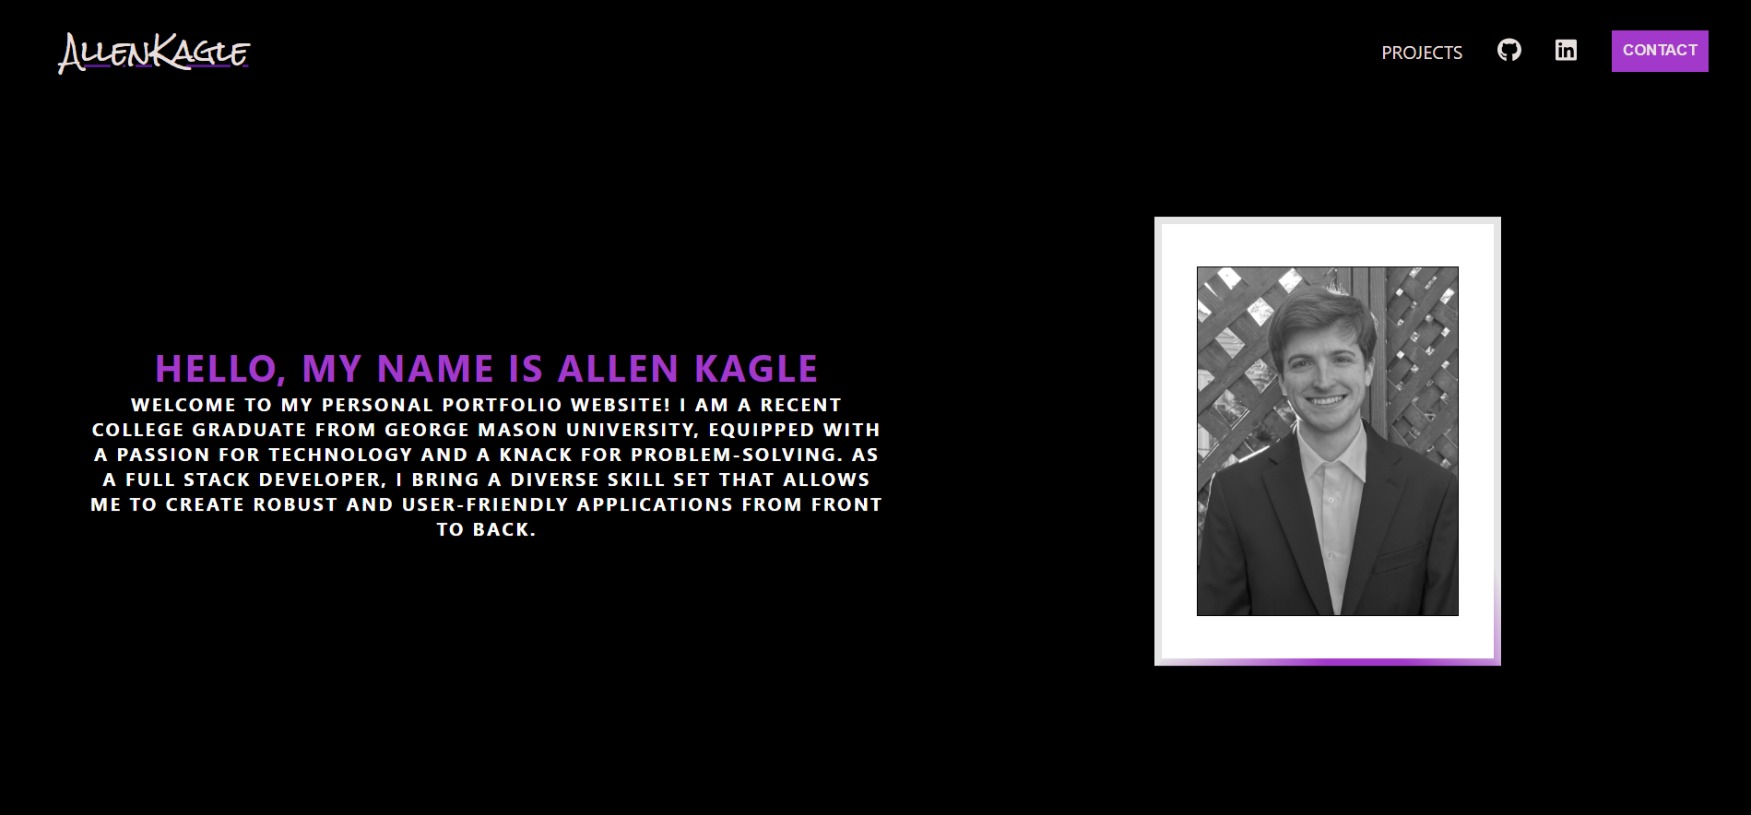 AllenKagle
PROJECTS
in
CONTACT
HELLO, MY NAME IS ALLEN KAGLE
WELCOME TO MY PERSONAL PORTFOLIO WEBSITE! I AM A RECENT
COLLEGE GRADUATE FROM GEORGE MASON UNIVERSITY, EQUIPPED WITH
A PASSION FOR TECHNOLOGY AND A KNACK FOR PROBLEM-SOLVING. AS
A FULL STACK DEVELOPER, I BRING A DIVERSE SKILL SET THAT ALLOWS
ME TO CREATE ROBUST AND USER-FRIENDLY APPLICATIONS FROM FRONT
TO BACK.